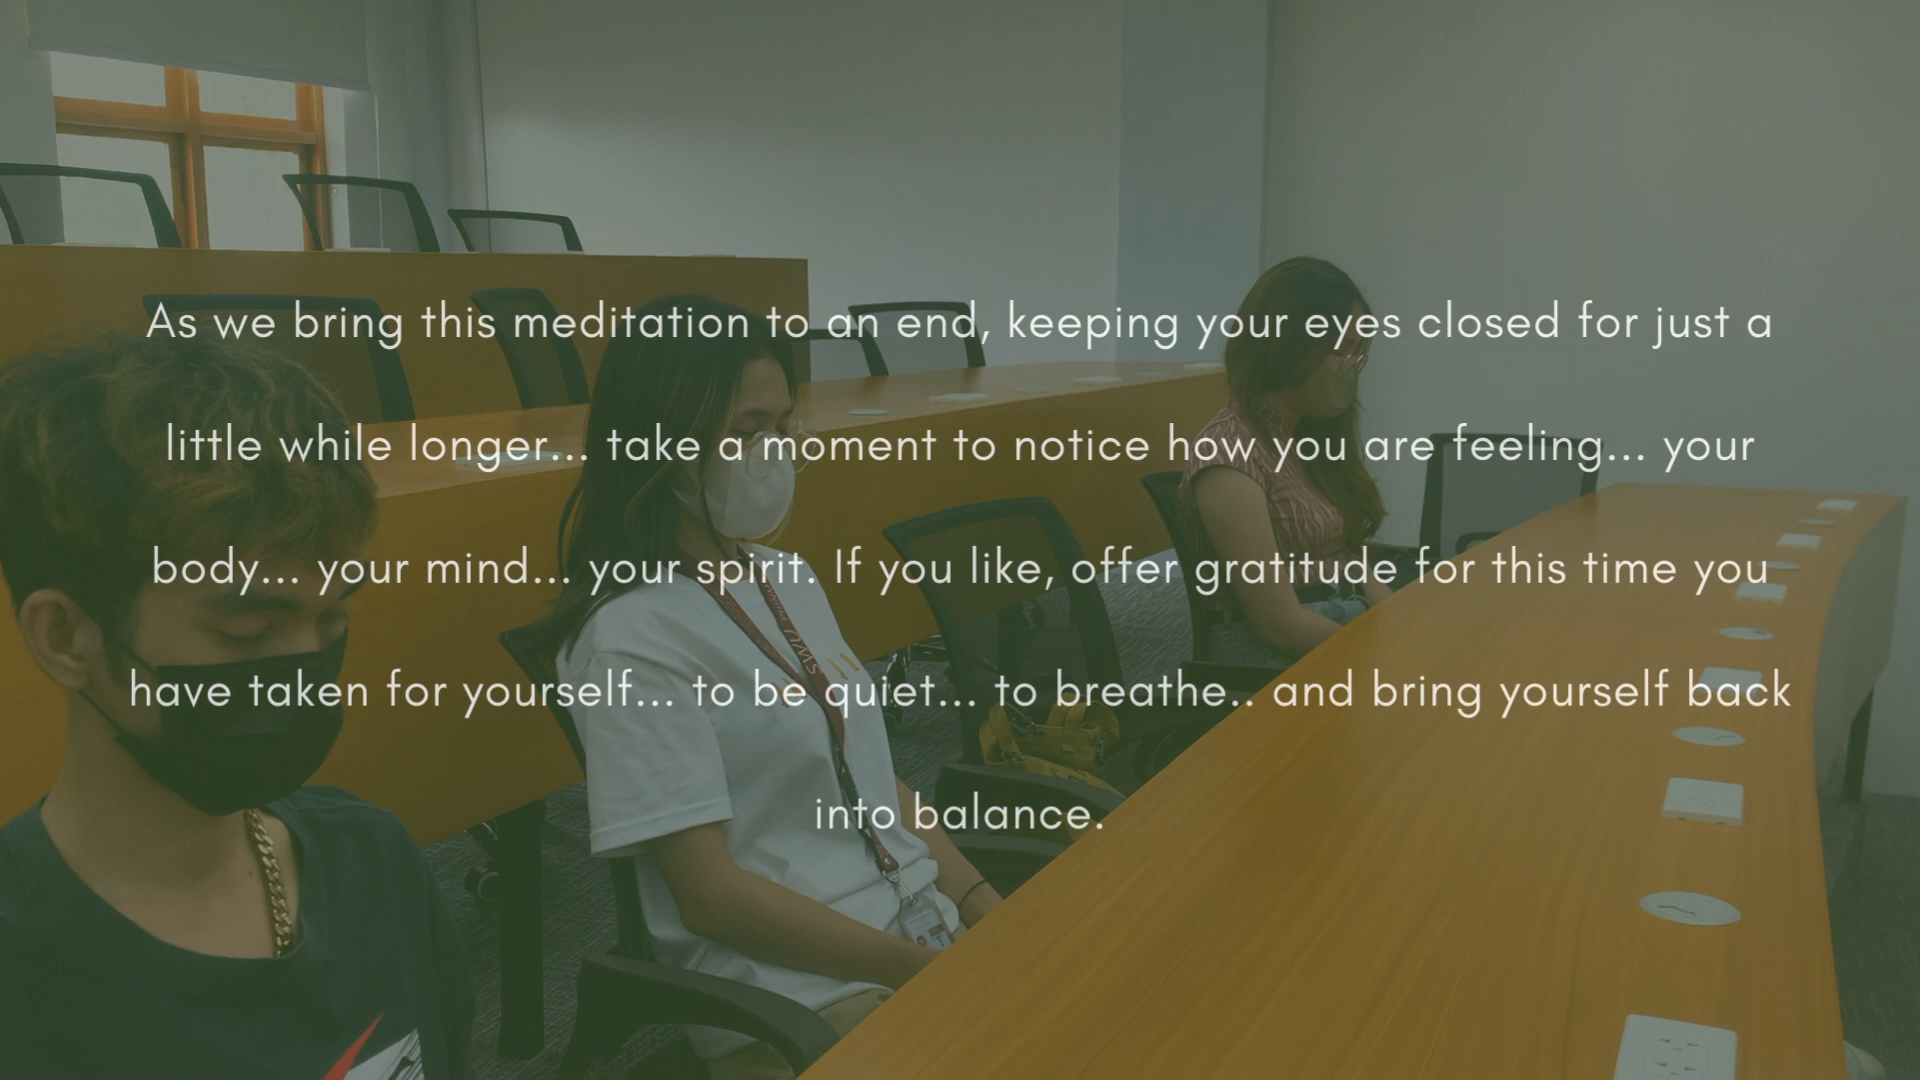 As we bring this meditation to an end, keeping your eyes closed for just a
little while longer... take a moment to notice how you are feeling... your
body... your mind... your spirit. If you like, offer gratitude for this time you
have taken for yourself... to be quiet... to breathe.. and bring yourself back
into balance.